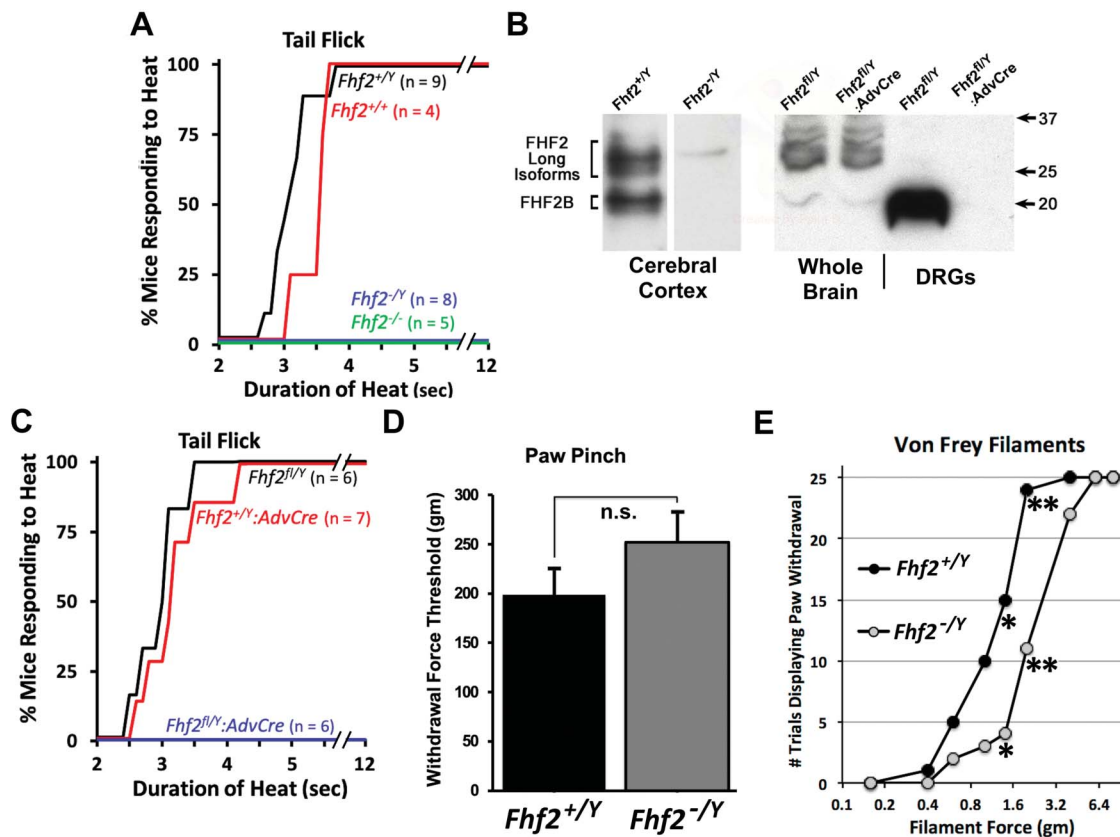 A
Tail Flick
% Mice Responding to Heat
100
75
50
25
0
Fhf2+/Y (n = 9)
Fhf2+/+ (n = 4)
Fhf2-/Y (n = 8)
Fhf2-/- (n = 5)
2 3 4 5 12
Duration of Heat (sec)
B
Fhf2+/Y
Fhf2-/Y
Fhf2fl/Y
Fhf2fl/Y
:AdvCre
Fhf2fl/Y
Fhf2fl/Y
:AdvCre
FHF2
Long
Isoforms
FHF2B
37
25
20
Cerebral
Cortex
Whole
Brain
DRGs
C
Tail Flick
% Mice Responding to Heat
100
75
50
25
0
Fhf2fl/Y (n = 6)
Fhf2+/Y:AdvCre (n = 7)
Fhf2fl/Y:AdvCre (n = 6)
2 3 4 5 12
Duration of Heat (sec)
D
Paw Pinch
Withdrawal Force Threshold (gm)
300
250
200
150
100
50
0
n.s.
Fhf2+/Y Fhf2-/Y
E
Von Frey Filaments
# Trials Displaying Paw Withdrawal
25
20
15
10
5
0
Fhf2+/Y
Fhf2-/Y
**
*
**
*
0.1 0.2 0.4 0.8 1.6 3.2 6.4
Filament Force (gm)